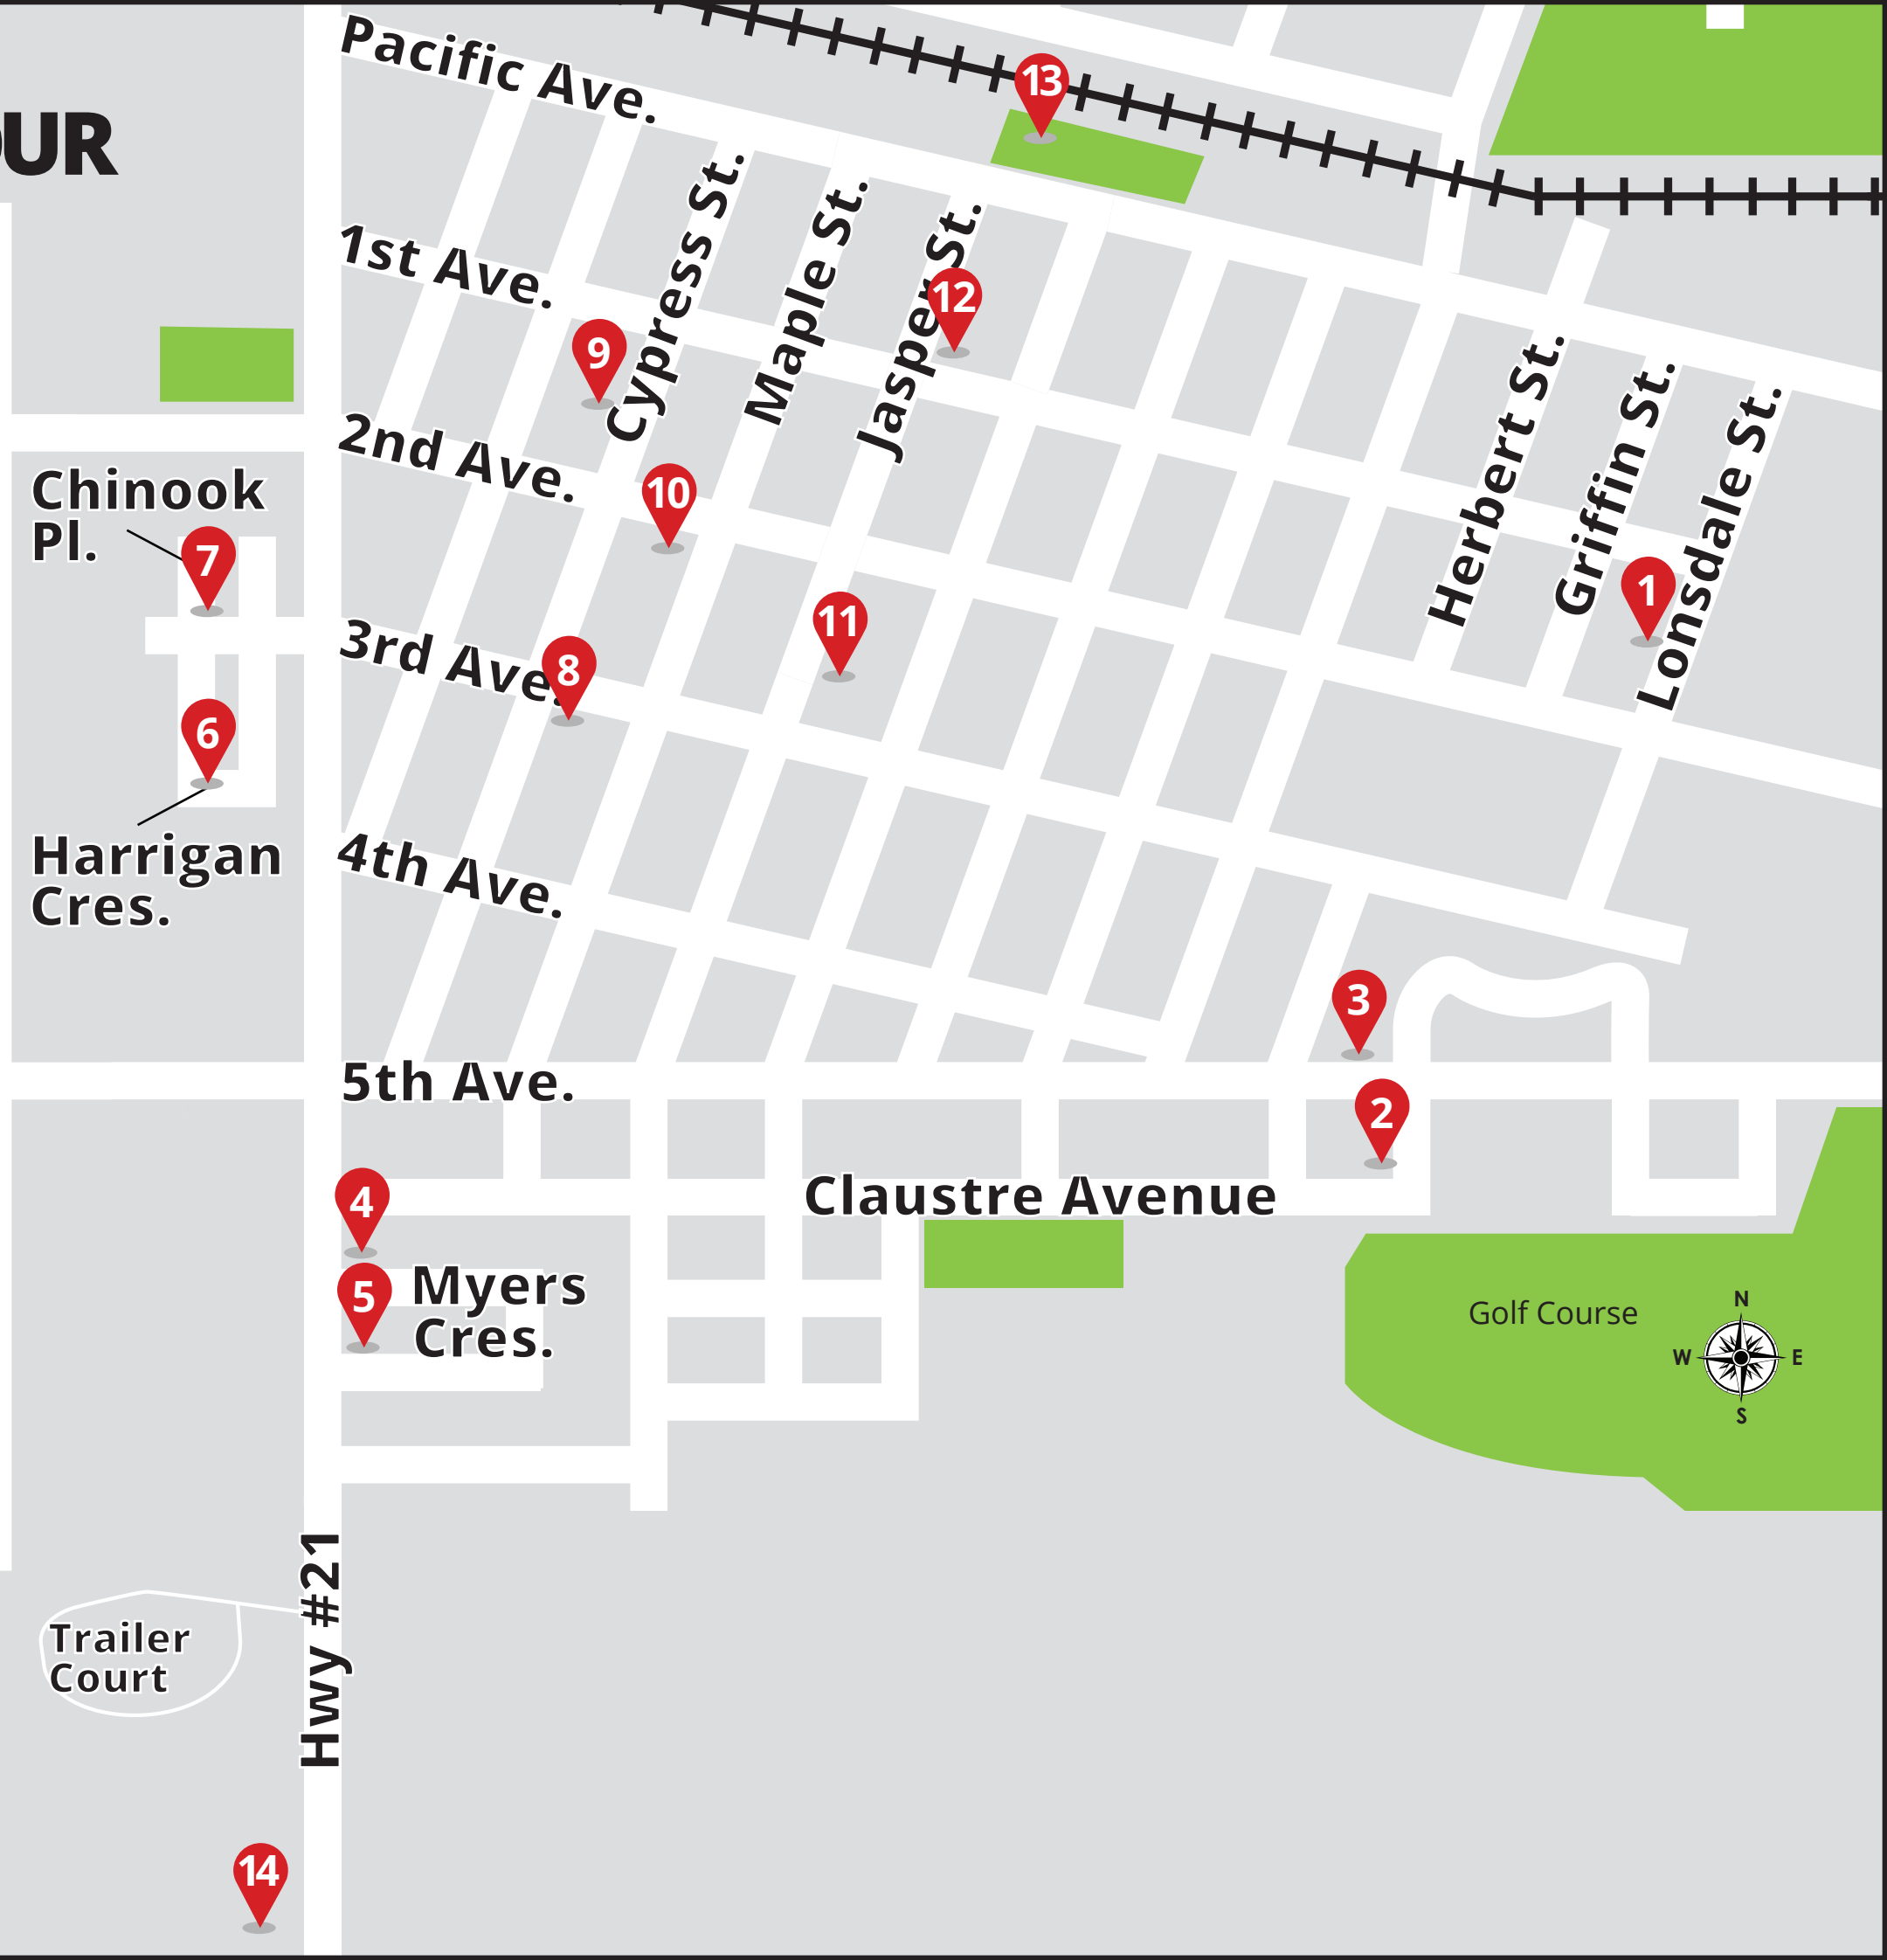 Pacific Ave.
13
OUR
Cypress St.
Maple St.
Jasper St.
1st Ave.
12
9
Herbert St.
Griffin St.
Lonsdale St.
2nd Ave.
10
Chinook
Pl.
7
1
11
3rd Ave.
8
6
Harrigan
Cres.
4th Ave.
3
5th Ave.
2
4
Claustre Avenue
5
Myers
Cres.
Golf Course
N
W
E
S
Hwy #21
Trailer
Court
14